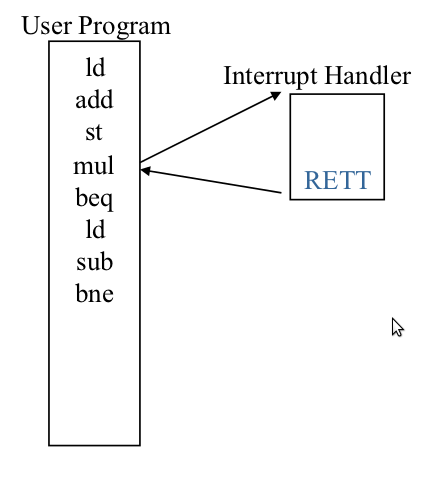 User Program
ld
add
st
mul
beq
ld
sub
bne
Interrupt Handler
RETT